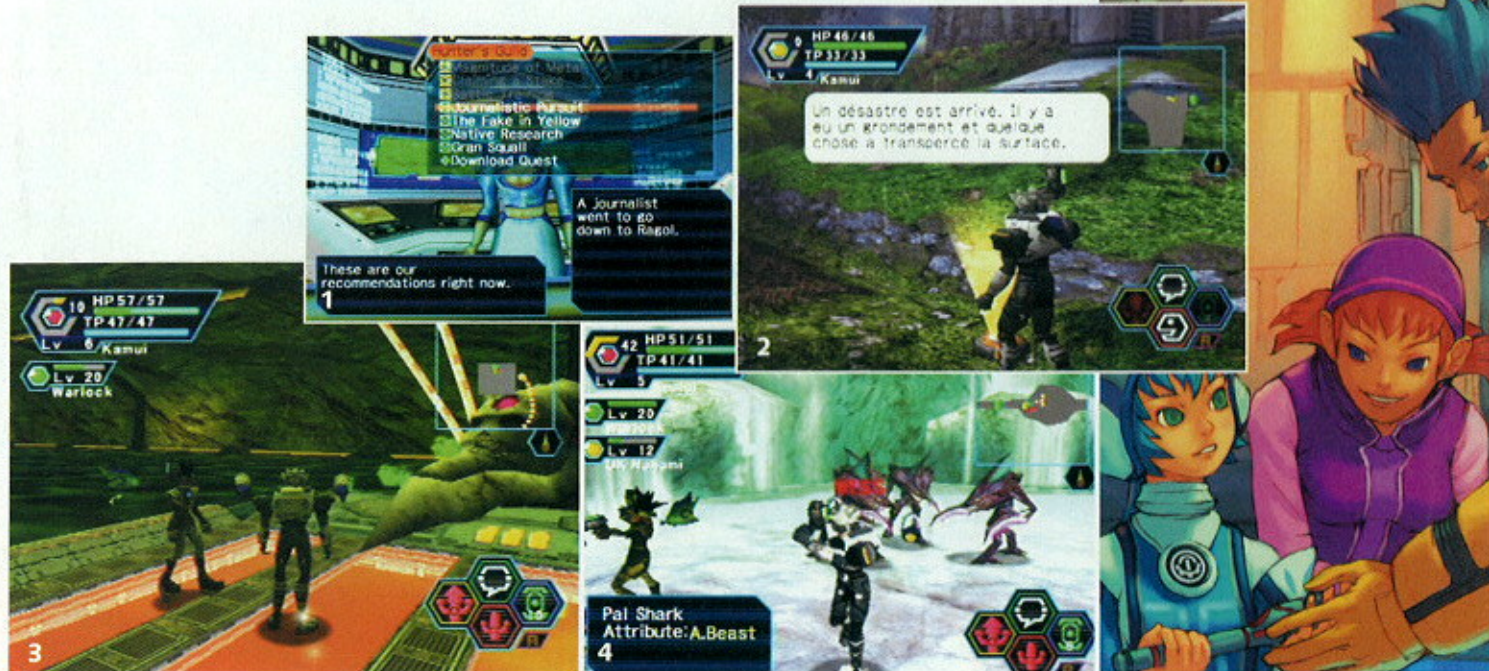 Hunter's Guild
Journalistic Pursuit
The Fake in Yellow
Native Research
Gran Squall
Download Quest
A journalist
went to go
down to Ragol.
These are our
recommendations right now.
1
HP 46/46
TP 33/33
Lv 4 Kamui
Un désastre est arrivé. Il y a
eu un grondement et quelque
chose a transpercé la surface.
2
10 HP 57/57
TP 47/47
Lv 6 Kamui
Lv 20
Warlock
3
42 HP 51/51
TP 41/41
Lv 5
Lv 20
Lv 12
Pal Shark
Attribute: A.Beast
4